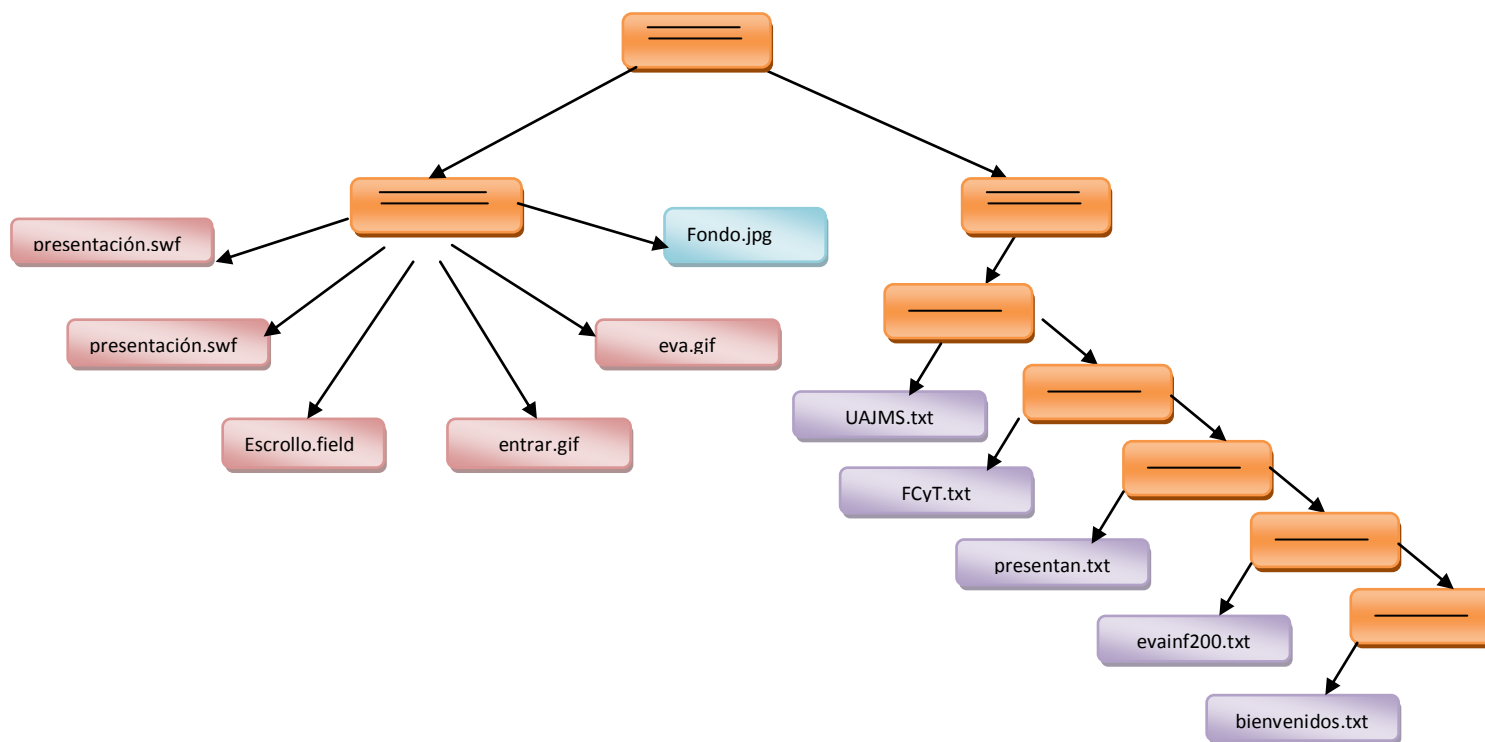 presentación.swf
Fondo.jpg
presentación.swf
eva.gif
UAJMS.txt
Escrollo.field
entrar.gif
FCyT.txt
presentan.txt
evainf200.txt
bienvenidos.txt